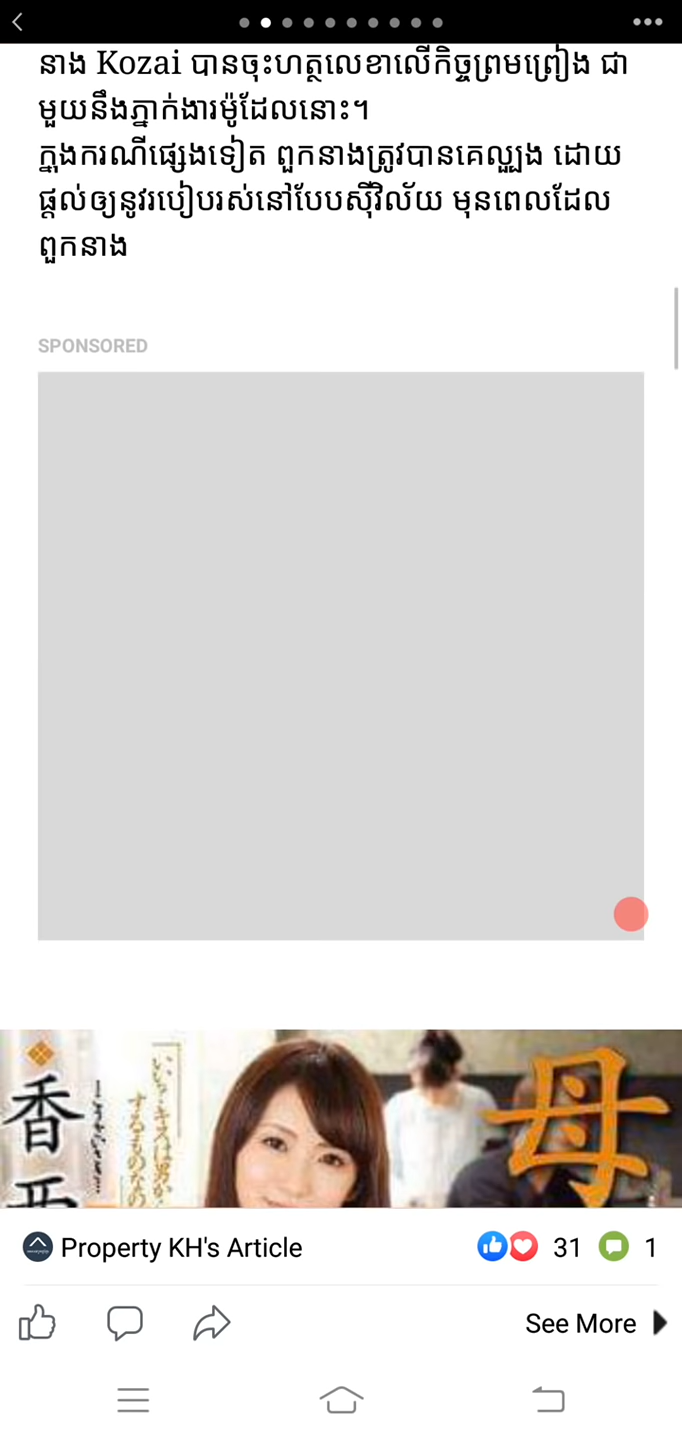 នាង Kozai បានចុះហត្ថលេខាលើកិច្ចព្រមព្រៀង ជា
មួយនឹងភ្នាក់ងារម៉ូដែលនោះ។
ក្នុងករណីផ្សេងទៀត ពួកនាងត្រូវបានគេល្បួង ដោយ
ផ្តល់ឲ្យនូវរបៀបរស់នៅបែបស៊ីវិល័យ មុនពេលដែល
ពួកនាង
SPONSORED
香
母
Property KH's Article
31
1
See More